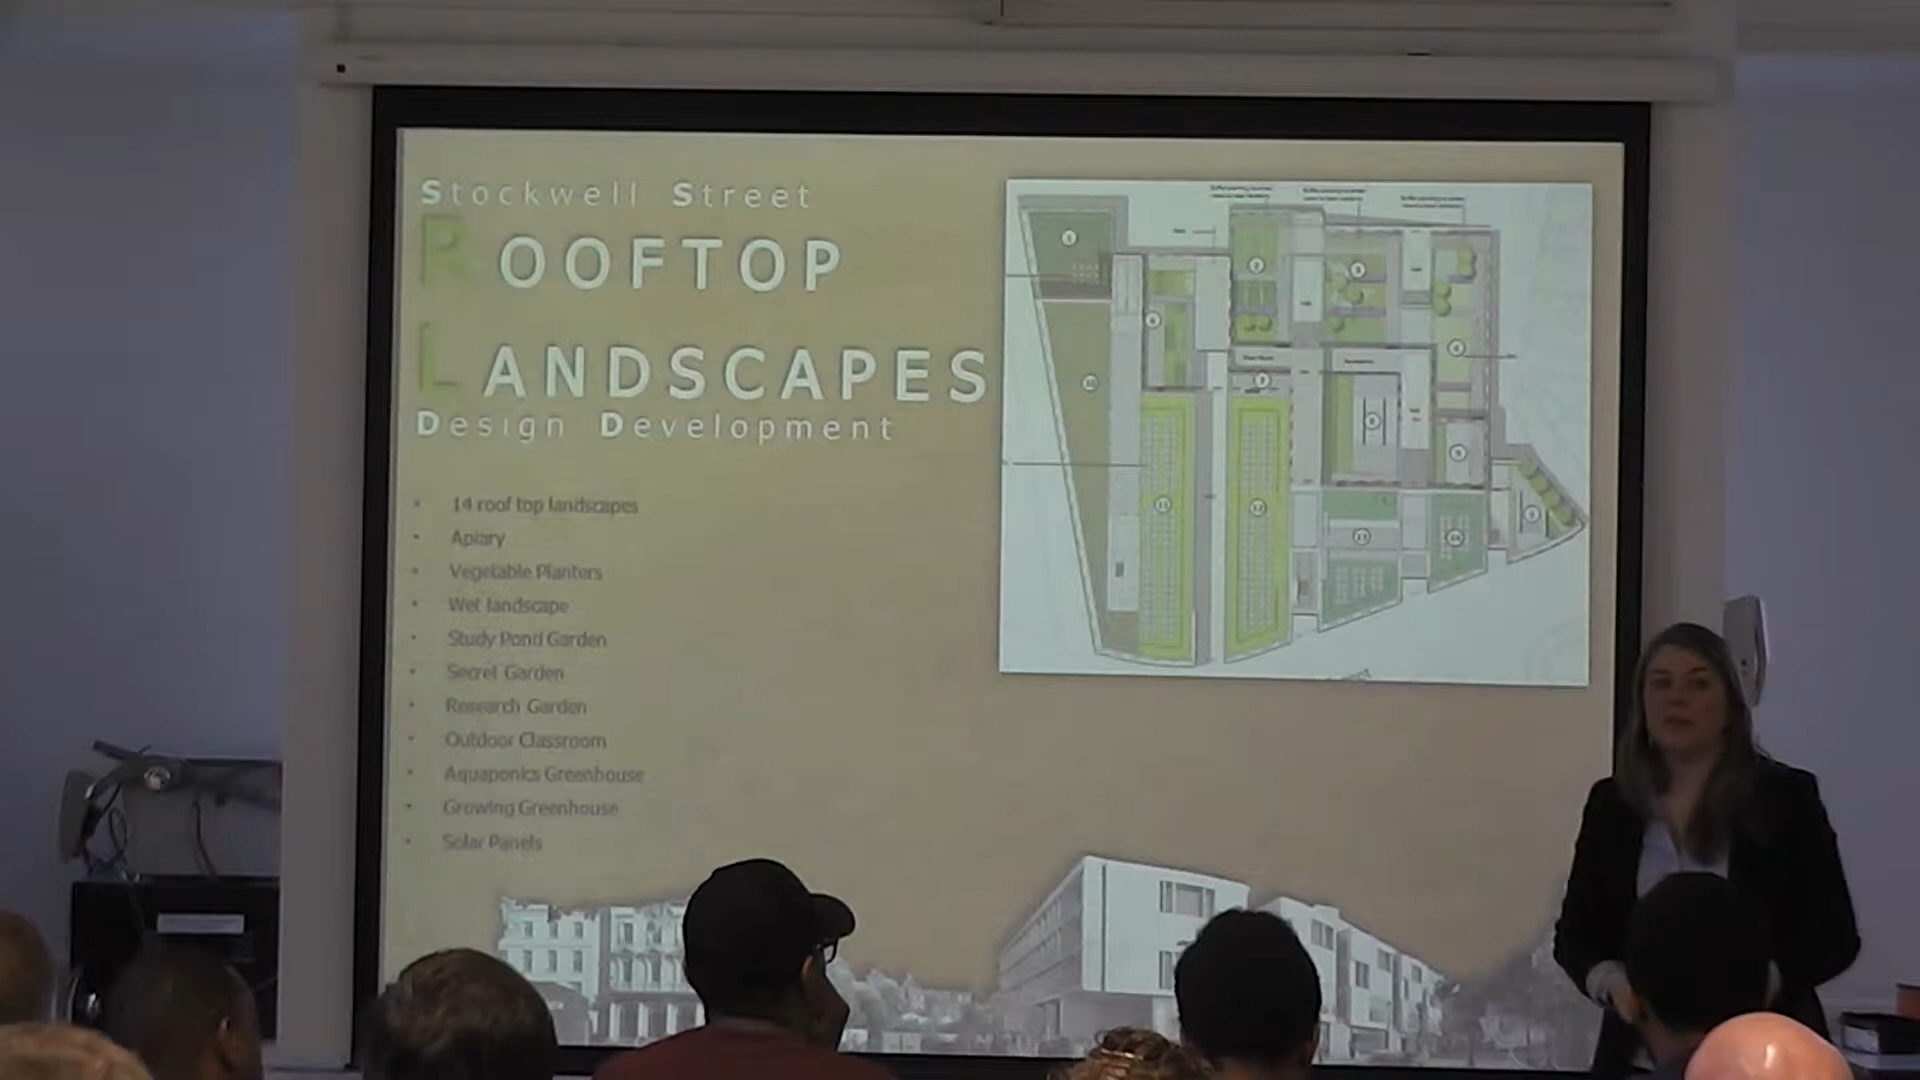 Stockwell Street
ROOFTOP
LANDSCAPES
Design Development
• 14 roof top landscapes
• Apiary
• Vegetable Planters
• Wet landscape
• Study Pond Garden
• Secret Garden
• Research Garden
• Outdoor Classroom
• Aquaponics Greenhouse
• Growing Greenhouse
• Solar Panels